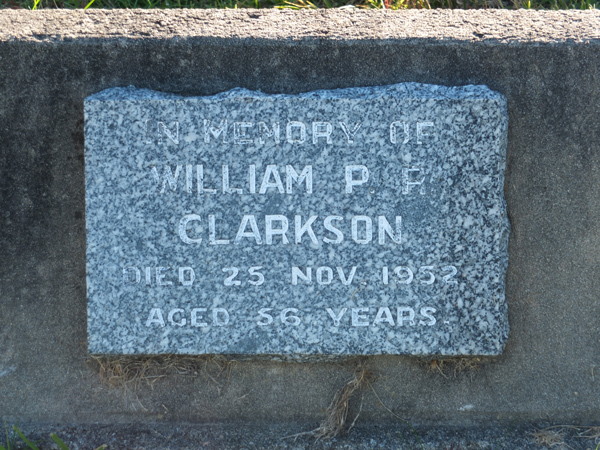 IN MEMORY OF
WILLIAM P. R.
CLARKSON
DIED 25 NOV. 1952
AGED 56 YEARS.